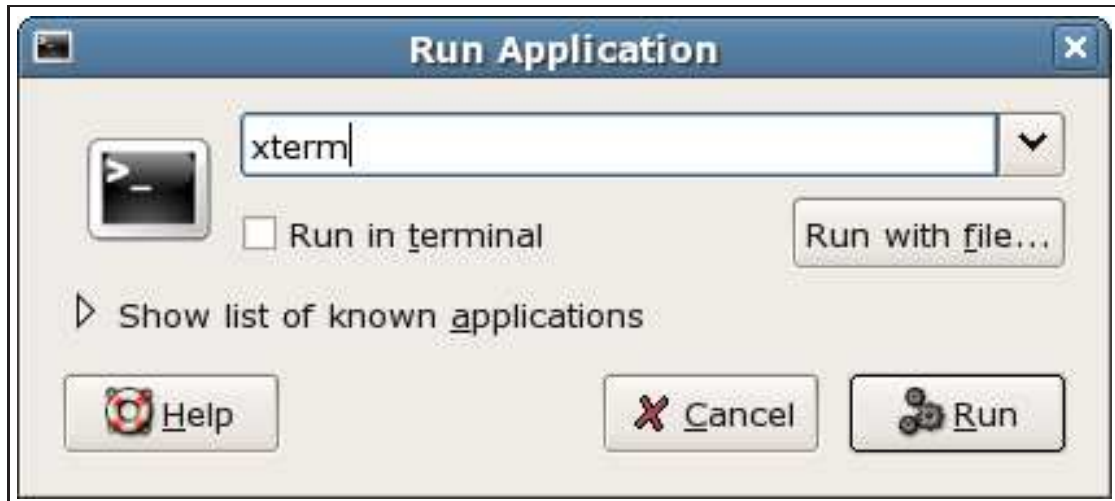 Run Application
xterm
Run in terminal
Run with file...
Show list of known applications
Help
Cancel
Run